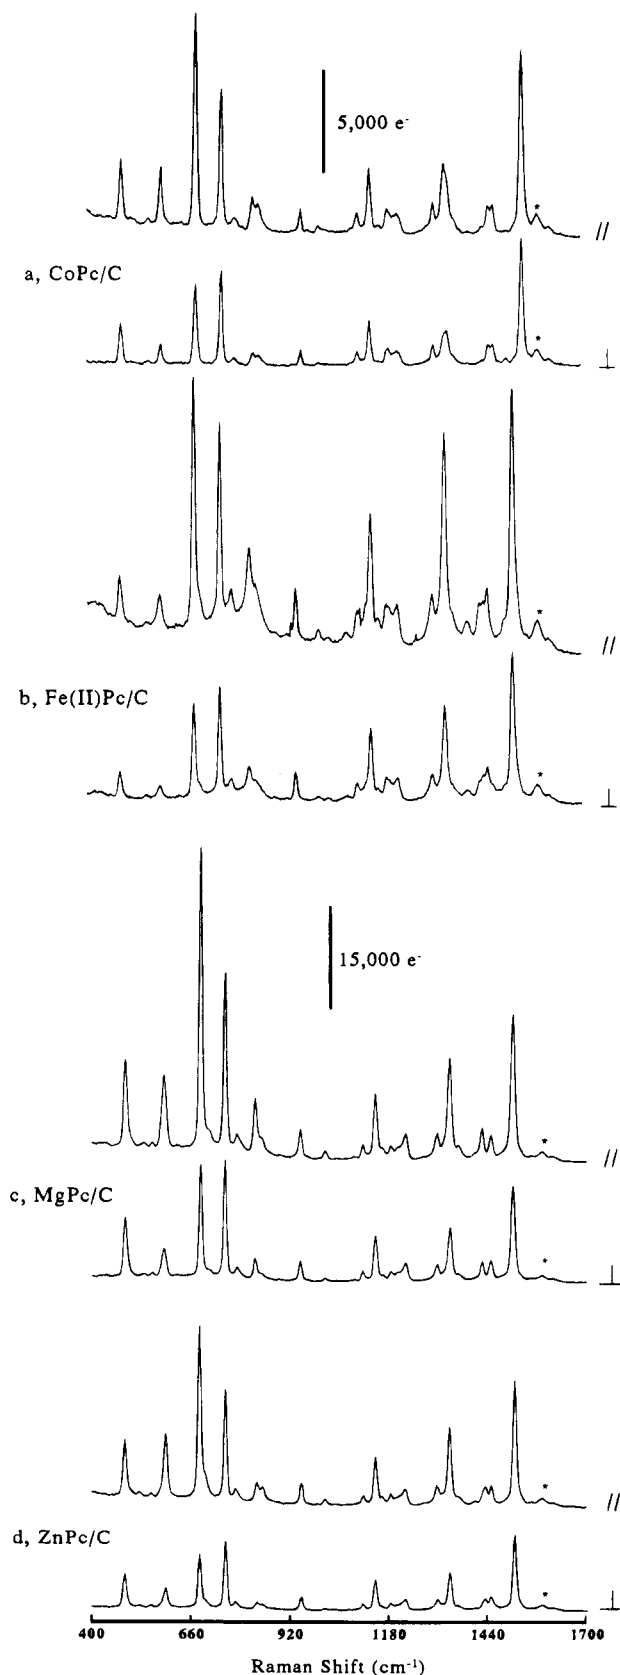 5,000 e-
*
//
a, CoPc/C
*
⊥
*
//
b, Fe(II)Pc/C
*
⊥
15,000 e-
*
//
c, MgPc/C
*
⊥
*
//
d, ZnPc/C
*
⊥
400 660 920 1180 1440 1700
Raman Shift (cm⁻¹)